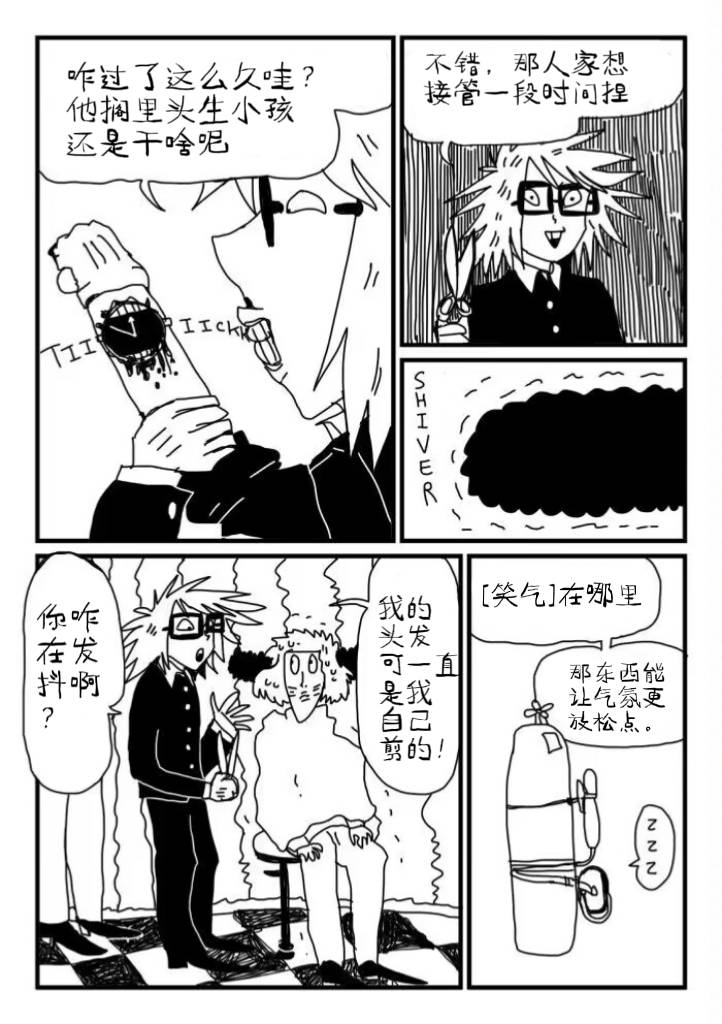 咋过了这么久哇？
他搁里头生小孩
还是干啥呢
TII IICKK
不错，那人家想
接管一段时间捏
SHIVER
你咋
在发
抖啊
？
我的
头发
可一直
是我
自己
剪的！
[笑气]在哪里
那东西能
让气氛更
放松点。
ZZZ